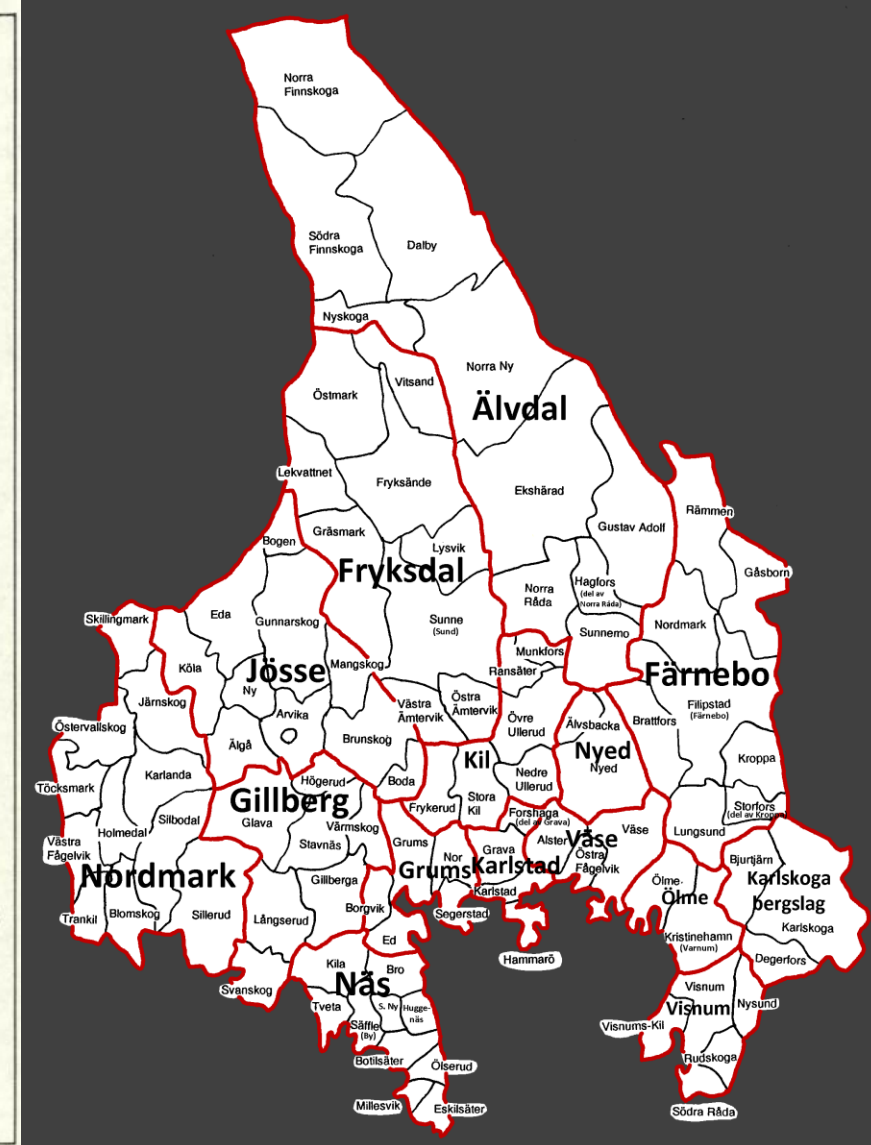 Norra
Finnskoga
Södra
Finnskoga
Dalby
Nyskoga
Norra Ny
Vitsand
Östmark
Älvdal
Lekvattnet
Fryksände
Ekshärad
Gustav Adolf
Rämmen
Gräsmark
Bogen
Lysvik
Fryksdal
Gåsborn
Norra
Råda
Hagfors
(del av
Norra Råda)
Skillingmark
Eda
Gunnarskog
Sunne
(Sund)
Sunnemo
Nordmark
Munkfors
Ransäter
Mangskog
Köla
Jösse
Färnebo
Ny
Järnskog
Västra
Ämtervik
Östra
Ämtervik
Arvika
Övre
Ullerud
Älvsbacka
Brattfors
Filipstad
(Färnebo)
Östervallskog
Älgå
Brunskog
Kil
Nyed
Nyed
Kroppa
Karlanda
Högerud
Boda
Nedre
Ullerud
Töcksmark
Gillberg
Glava
Frykerud
Stora
Kil
Storfors
(del av Kroppa)
Forshaga
(del av Grava)
Silbodal
Holmedal
Värmskog
Stavnäs
Grums
Alster
Väse
Väse
Lungsund
Västra
Fågelvik
Nor
Grava
Östra
Fågelvik
Bjurtjärn
Nordmark
Grums
Karlstad
Karlstad
Gillberga
Ölme
Ölme
Karlskoga
bergslag
Trankil
Blomskog
Sillerud
Långserud
Borgvik
Segerstad
Karlskoga
Ed
Kristinehamn
(Varnum)
Hammarö
Degerfors
Kila
Bro
Svanskog
Näs
Visnum
Nysund
Tveta
S. Ny
Hugge-
näs
Visnum
Säffle
(By)
Visnums-Kil
Botilsäter
Ölserud
Rudskoga
Millesvik
Eskilsäter
Södra Råda